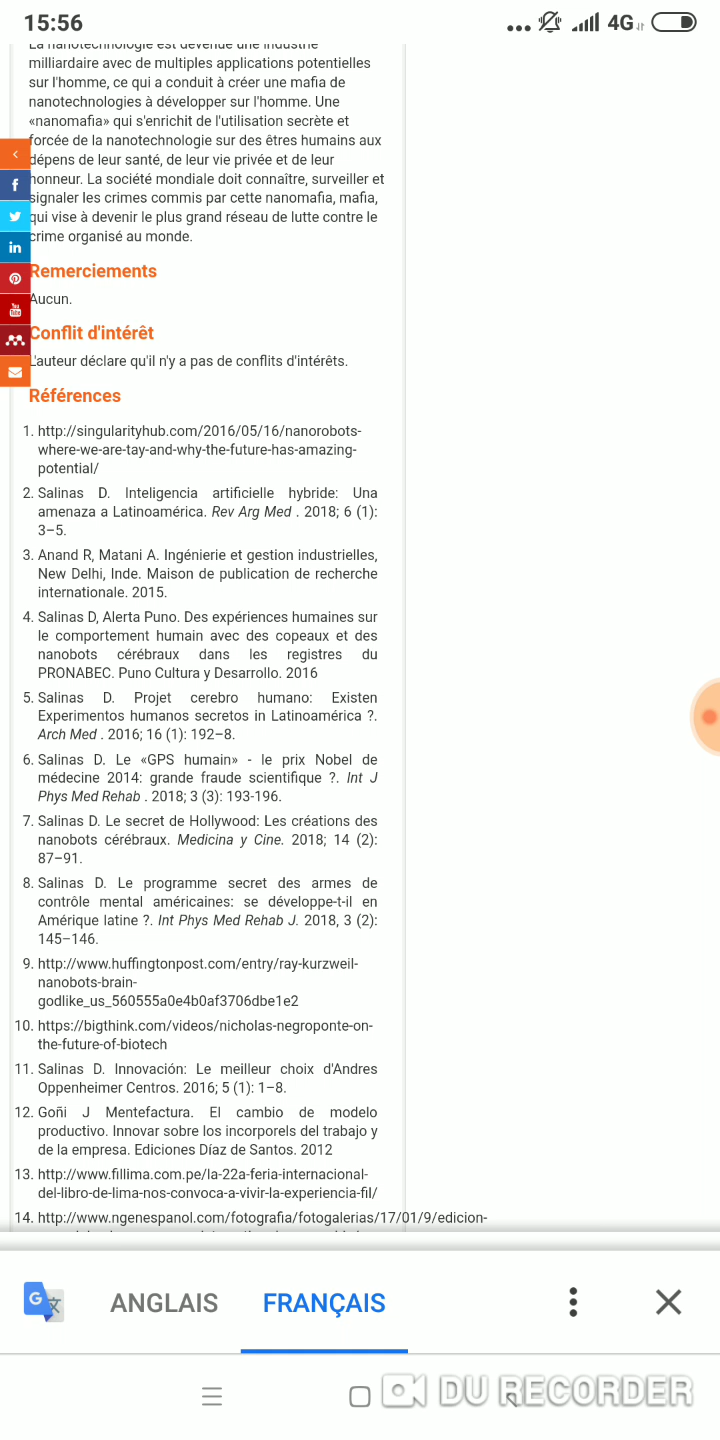 15:56
4G
La nanotechnologie est devenue une industrie
milliardaire avec de multiples applications potentielles
sur l'homme, ce qui a conduit à créer une mafia de
nanotechnologies à développer sur l'homme. Une
«nanomafia» qui s'enrichit de l'utilisation secrète et
forcée de la nanotechnologie sur des êtres humains aux
dépens de leur santé, de leur vie privée et de leur
honneur. La société mondiale doit connaître, surveiller et
signaler les crimes commis par cette nanomafia, mafia,
qui vise à devenir le plus grand réseau de lutte contre le
crime organisé au monde.
Remerciements
Aucun.
Conflit d'intérêt
L'auteur déclare qu'il n'y a pas de conflits d'intérêts.
Références
1. http://singularityhub.com/2016/05/16/nanorobots-
where-we-are-tay-and-why-the-future-has-amazing-
potential/
2. Salinas D. Inteligencia artificielle hybride: Una
amenaza a Latinoamérica. Rev Arg Med . 2018; 6 (1):
3–5.
3. Anand R, Matani A. Ingénierie et gestion industrielles,
New Delhi, Inde. Maison de publication de recherche
internationale. 2015.
4. Salinas D, Alerta Puno. Des expériences humaines sur
le comportement humain avec des copeaux et des
nanobots cérébraux dans les registres du
PRONABEC. Puno Cultura y Desarrollo. 2016
5. Salinas D. Projet cerebro humano: Existen
Experimentos humanos secretos in Latinoamérica ?.
Arch Med . 2016; 16 (1): 192–8.
6. Salinas D. Le «GPS humain» - le prix Nobel de
médecine 2014: grande fraude scientifique ?. Int J
Phys Med Rehab . 2018; 3 (3): 193-196.
7. Salinas D. Le secret de Hollywood: Les créations des
nanobots cérébraux. Medicina y Cine. 2018; 14 (2):
87–91.
8. Salinas D. Le programme secret des armes de
contrôle mental américaines: se développe-t-il en
Amérique latine ?. Int Phys Med Rehab J. 2018, 3 (2):
145–146.
9. http://www.huffingtonpost.com/entry/ray-kurzweil-
nanobots-brain-
godlike_us_560555a0e4b0af3706dbe1e2
10. https://bigthink.com/videos/nicholas-negroponte-on-
the-future-of-biotech
11. Salinas D. Innovación: Le meilleur choix d'Andres
Oppenheimer Centros. 2016; 5 (1): 1–8.
12. Goñi J Mentefactura. El cambio de modelo
productivo. Innovar sobre los incorporels del trabajo y
de la empresa. Ediciones Díaz de Santos. 2012
13. http://www.fillima.com.pe/la-22a-feria-internacional-
del-libro-de-lima-nos-convoca-a-vivir-la-experiencia-fil/
14. http://www.ngenespanol.com/fotografia/fotogalerias/17/01/9/edicion-
ANGLAIS FRANÇAIS
DU RECORDER